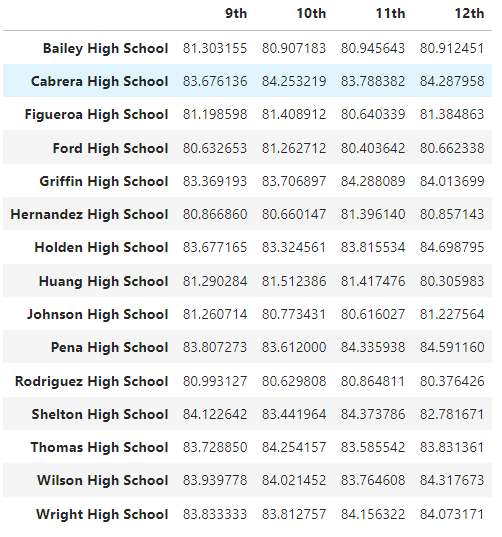 9th 10th 11th 12th
Bailey High School 81.303155 80.907183 80.945643 80.912451
Cabrera High School 83.676136 84.253219 83.788382 84.287958
Figueroa High School 81.198598 81.408912 80.640339 81.384863
Ford High School 80.632653 81.262712 80.403642 80.662338
Griffin High School 83.369193 83.706897 84.288089 84.013699
Hernandez High School 80.866860 80.660147 81.396140 80.857143
Holden High School 83.677165 83.324561 83.815534 84.698795
Huang High School 81.290284 81.512386 81.417476 80.305983
Johnson High School 81.260714 80.773431 80.616027 81.227564
Pena High School 83.807273 83.612000 84.335938 84.591160
Rodriguez High School 80.993127 80.629808 80.864811 80.376426
Shelton High School 84.122642 83.441964 84.373786 82.781671
Thomas High School 83.728850 84.254157 83.585542 83.831361
Wilson High School 83.939778 84.021452 83.764608 84.317673
Wright High School 83.833333 83.812757 84.156322 84.073171